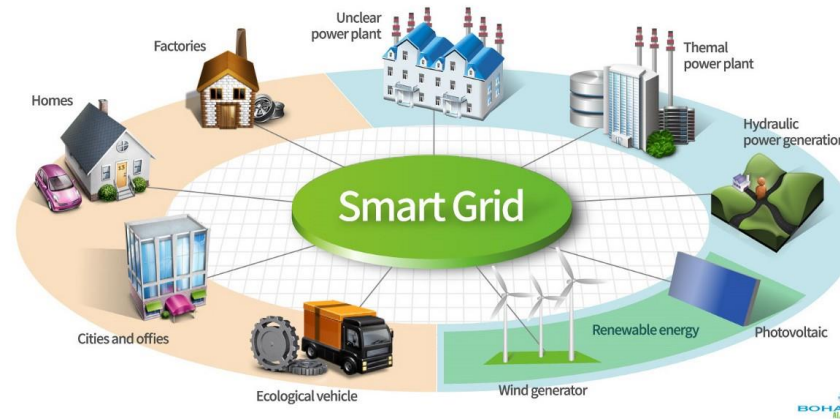 Unclear
power plant
Factories
Themal
power plant
Homes
Hydraulic
power generation
Smart Grid
Cities and offies
Renewable energy
Photovoltaic
Ecological vehicle
Wind generator
BOHA